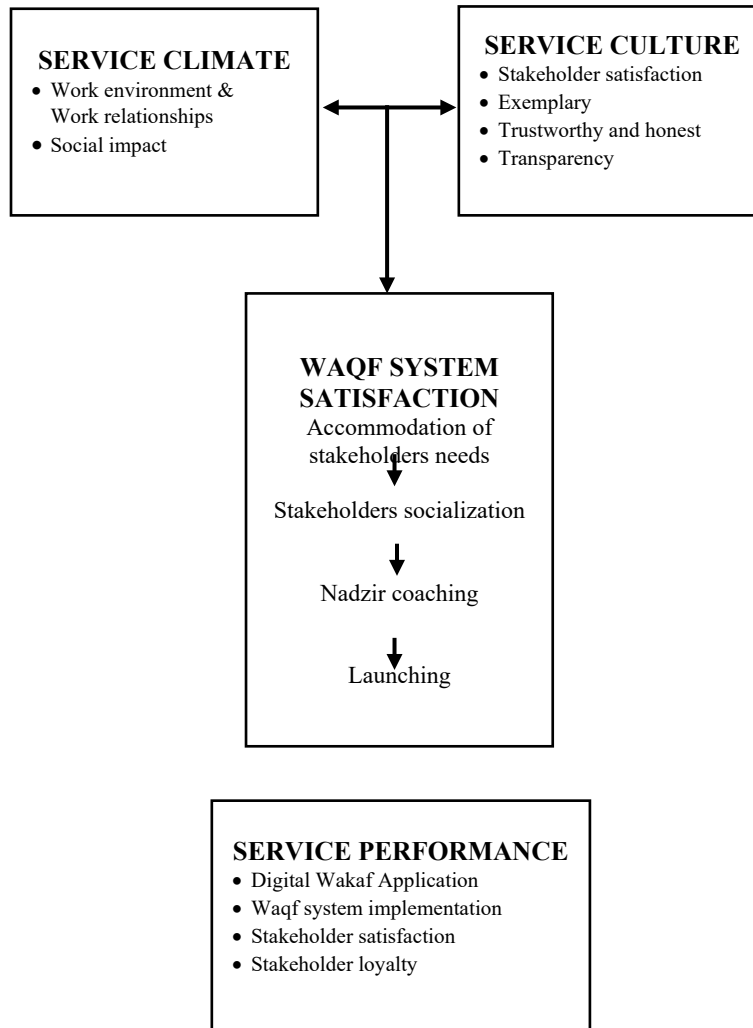 SERVICE CLIMATE
• Work environment &
Work relationships
• Social impact
SERVICE CULTURE
• Stakeholder satisfaction
• Exemplary
• Trustworthy and honest
• Transparency
WAQF SYSTEM
SATISFACTION
Accommodation of
stakeholders needs
Stakeholders socialization
Nadzir coaching
Launching
SERVICE PERFORMANCE
• Digital Wakaf Application
• Waqf system implementation
• Stakeholder satisfaction
• Stakeholder loyalty